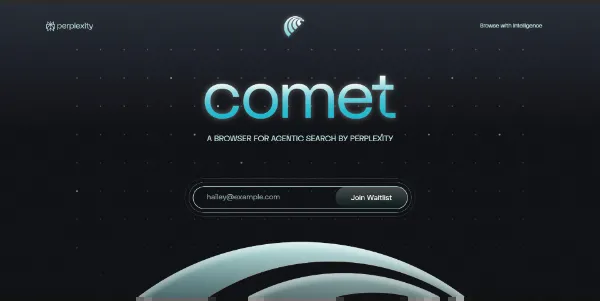 perplexity
Browse with Intelligence
comet
A BROWSER FOR AGENTIC SEARCH BY PERPLEXITY
hailey@example.com
Join Waitlist